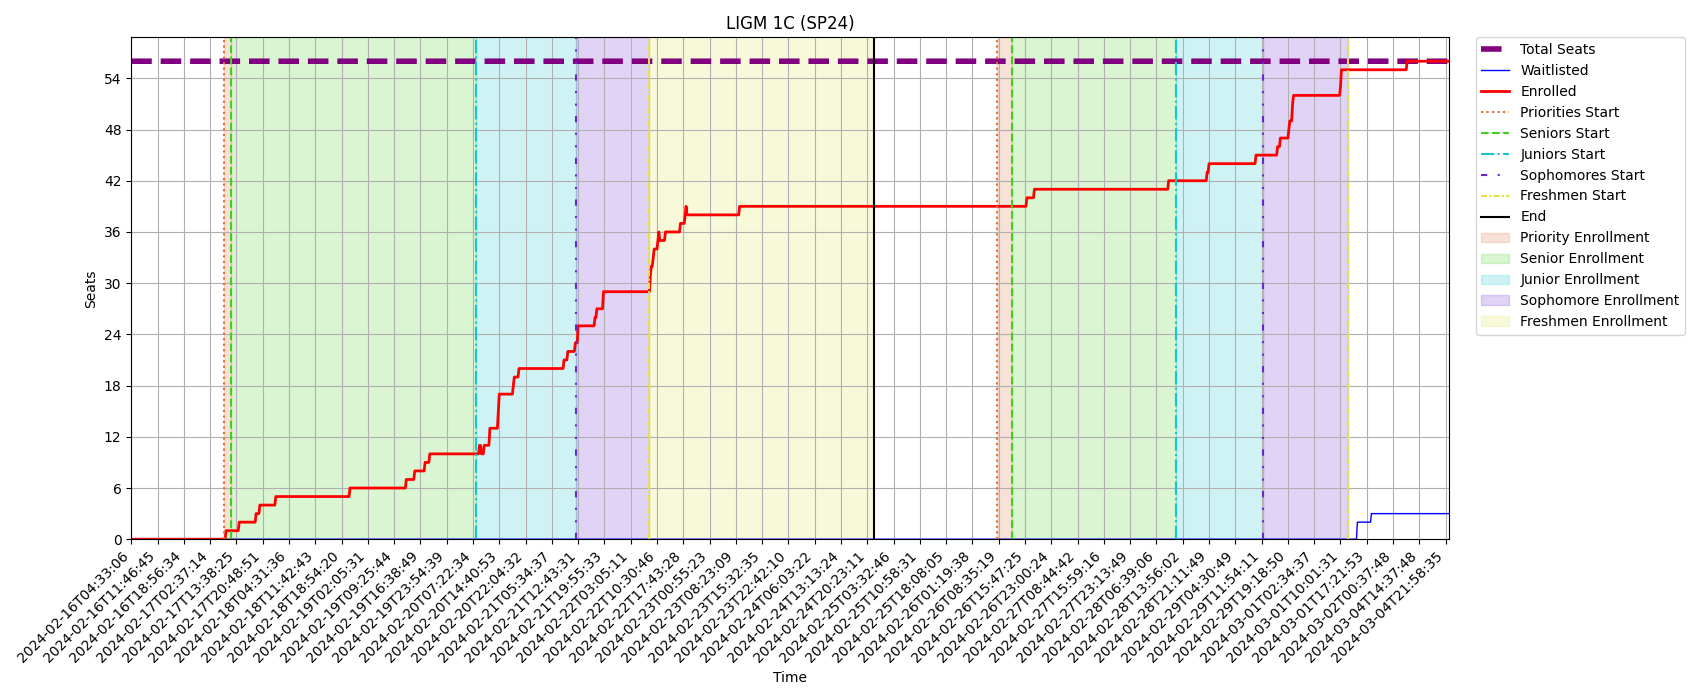 LIGM 1C (SP24)
Total Seats
Waitlisted
Enrolled
Priorities Start
Seniors Start
Juniors Start
Sophomores Start
Freshmen Start
End
Priority Enrollment
Senior Enrollment
Junior Enrollment
Sophomore Enrollment
Freshmen Enrollment
Seats
54
48
42
36
30
24
18
12
6
0
2024-02-16T04:33:06
2024-02-16T11:46:45
2024-02-16T18:56:34
2024-02-17T02:37:14
2024-02-17T13:38:25
2024-02-17T20:48:51
2024-02-18T04:31:36
2024-02-18T11:42:43
2024-02-18T18:54:20
2024-02-19T02:05:31
2024-02-19T09:25:44
2024-02-19T16:38:49
2024-02-19T23:54:39
2024-02-20T07:22:34
2024-02-20T14:40:53
2024-02-20T22:04:32
2024-02-21T05:34:37
2024-02-21T12:43:31
2024-02-21T19:55:33
2024-02-22T03:05:11
2024-02-22T10:30:46
2024-02-22T17:43:28
2024-02-23T00:55:23
2024-02-23T08:23:09
2024-02-23T15:32:35
2024-02-23T22:42:10
2024-02-24T06:03:22
2024-02-24T13:13:24
2024-02-24T20:23:11
2024-02-25T03:32:46
2024-02-25T10:58:31
2024-02-25T18:08:05
2024-02-26T01:19:38
2024-02-26T08:35:19
2024-02-26T15:47:25
2024-02-26T23:00:24
2024-02-27T08:44:42
2024-02-27T15:59:16
2024-02-27T23:13:49
2024-02-28T06:39:06
2024-02-28T13:56:02
2024-02-28T21:11:49
2024-02-29T04:30:49
2024-02-29T11:54:11
2024-02-29T19:18:50
2024-03-01T02:34:37
2024-03-01T10:01:31
2024-03-01T17:21:53
2024-03-02T00:37:48
2024-03-04T14:37:48
2024-03-04T21:58:35
Time